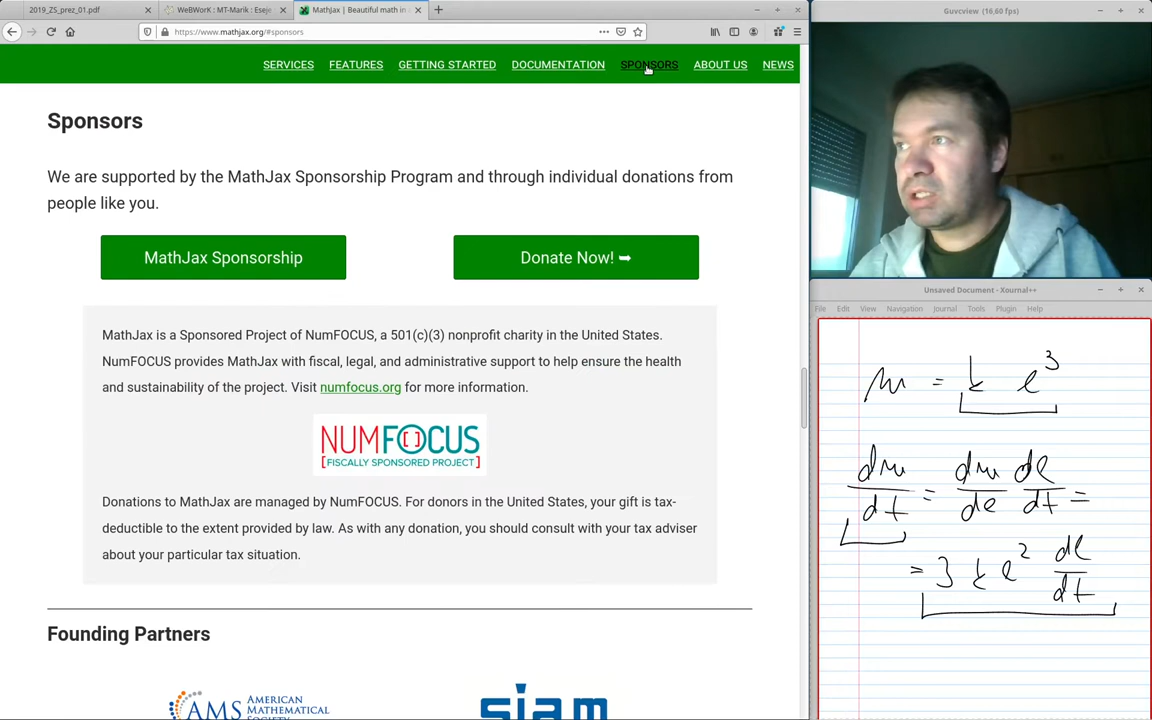 2019_ZS_prez_01.pdf
WeBWorK : MT-Marik : Eseje
MathJax | Beautiful math in
https://www.mathjax.org/#sponsors
SERVICES FEATURES GETTING STARTED DOCUMENTATION SPONSORS ABOUT US NEWS
Sponsors
We are supported by the MathJax Sponsorship Program and through individual donations from
people like you.
MathJax Sponsorship
Donate Now! ➥
MathJax is a Sponsored Project of NumFOCUS, a 501(c)(3) nonprofit charity in the United States.
NumFOCUS provides MathJax with fiscal, legal, and administrative support to help ensure the health
and sustainability of the project. Visit numfocus.org for more information.
NUMFOCUS
[FISCALLY SPONSORED PROJECT]
Donations to MathJax are managed by NumFOCUS. For donors in the United States, your gift is tax-
deductible to the extent provided by law. As with any donation, you should consult with your tax adviser
about your particular tax situation.
Founding Partners
AMS AMERICAN
MATHEMATICAL
SOCIETY
siam
Guvcview (16,60 fps)
Unsaved Document - Xournal++
File Edit View Navigation Journal Tools Plugin Help
m = k l³
dm/dt = dm/dl dl/dt =
= 3 k l² dl/dt